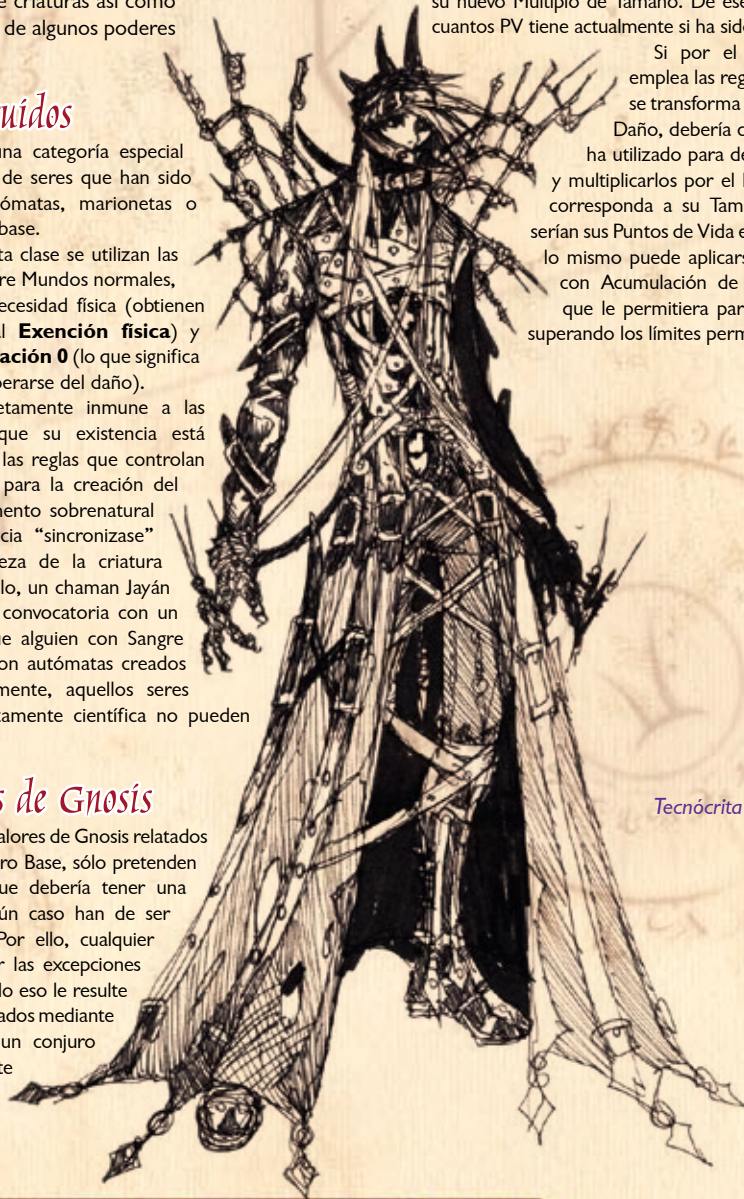 e criaturas así como
de algunos poderes
uidos
una categoría especial
de seres que han sido
ómatas, marionetas o
base.
ta clase se utilizan las
re Mundos normales,
ecesidad física (obtienen
al Exención física) y
ación 0 (lo que significa
perarse del daño).
etamente inmune a las
que su existencia está
las reglas que controlan
para la creación del
mento sobrenatural
cia “sincronizase”
eza de la criatura
lo, un chaman Jayán
convocatoria con un
ue alguien con Sangre
on autómatas creados
mente, aquellos seres
tamente científica no pueden
s de Gnosis
alores de Gnosis relatados
ro Base, sólo pretenden
ue debería tener una
ún caso han de ser
Por ello, cualquier
r las excepciones
lo eso le resulte
ados mediante
un conjuro
te
su nuevo Múltiplo de Tamaño. De ese
cuantos PV tiene actualmente si ha sido
Si por el
emplea las reg
se transforma
Daño, debería c
ha utilizado para de
y multiplicarlos por el
corresponda a su Tam
serían sus Puntos de Vida e
lo mismo puede aplicars
con Acumulación de
que le permitiera par
superando los límites perm
Tecnócrita